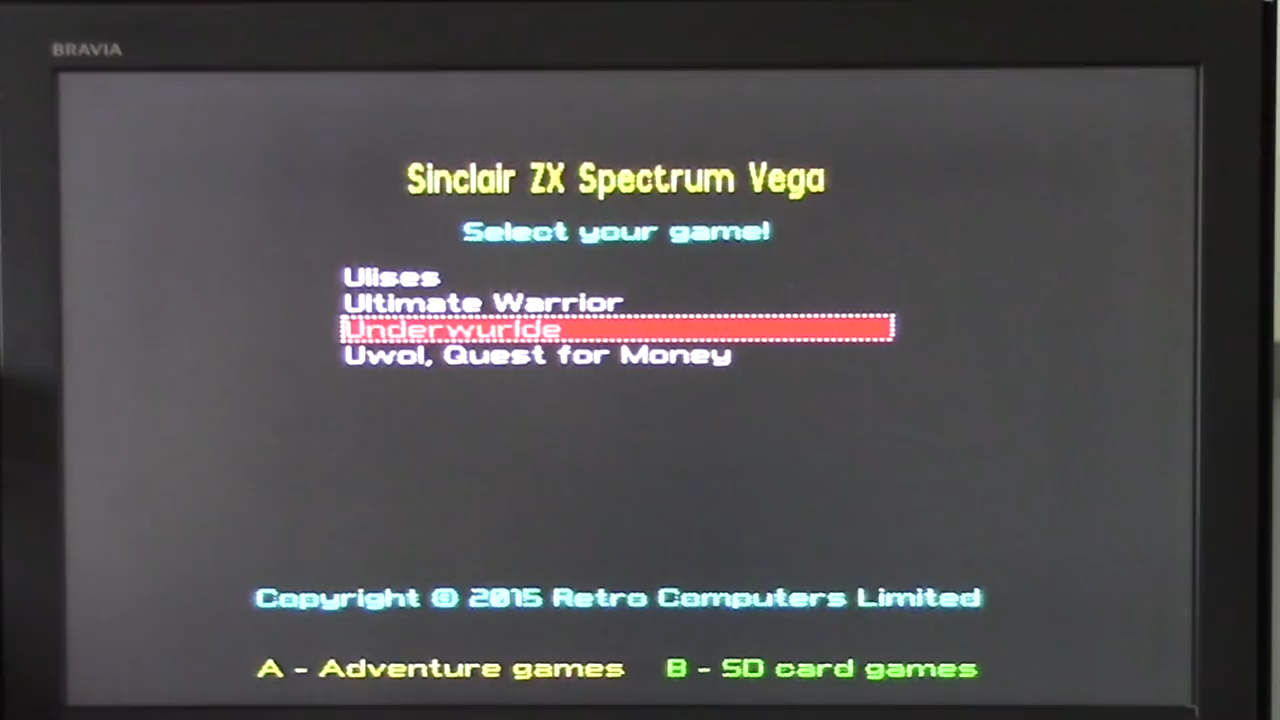 BRAVIA
Sinclair ZX Spectrum Vega
Select your game!
Ulises
Ultimate Warrior
Underwurlde
Uwol, Quest for Money
Copyright © 2015 Retro Computers Limited
A - Adventure games B - SD card games